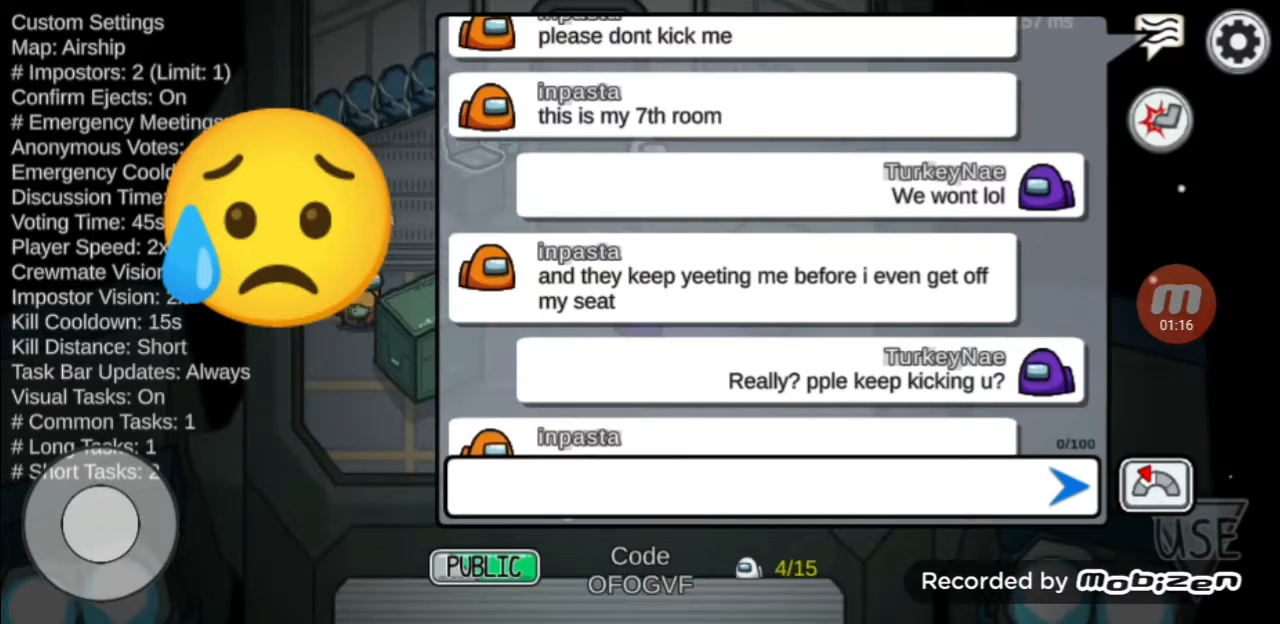 Custom Settings
Map: Airship
# Impostors: 2 (Limit: 1)
Confirm Ejects: On
# Emergency Meetings
Anonymous Votes:
Emergency Coold
Discussion Time:
Voting Time: 45s
Player Speed: 2x
Crewmate Vision
Impostor Vision: 2
Kill Cooldown: 15s
Kill Distance: Short
Task Bar Updates: Always
Visual Tasks: On
# Common Tasks: 1
# Long Tasks: 1
# Short Tasks: 2
inpasta
please dont kick me
inpasta
this is my 7th room
TurkeyNae
We wont lol
inpasta
and they keep yeeting me before i even get off
my seat
TurkeyNae
Really? pple keep kicking u?
inpasta
0/100
57 ms
01:16
USE
PUBLIC
Code
OFOGVF
4/15
Recorded by Mobizen